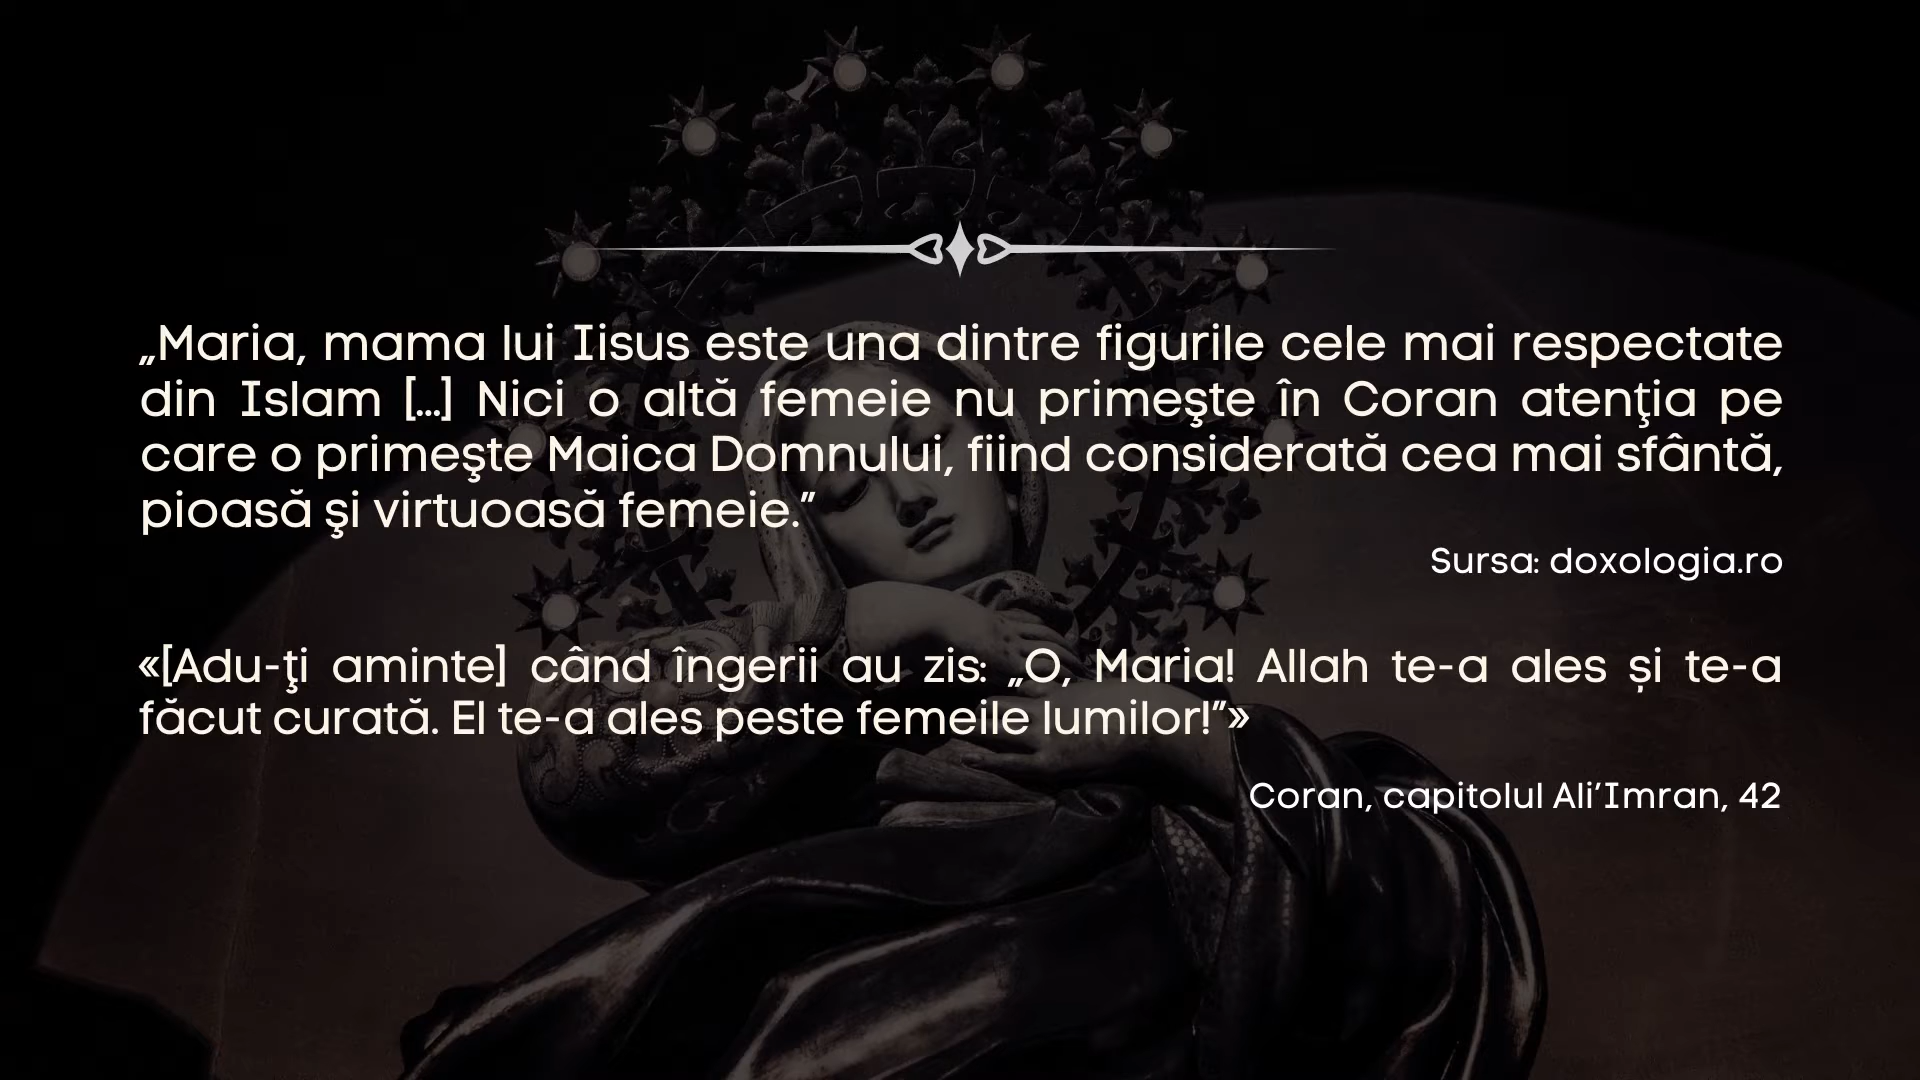 „Maria, mama lui Iisus este una dintre figurile cele mai respectate
din Islam [...] Nici o altă femeie nu primeşte în Coran atenţia pe
care o primeşte Maica Domnului, fiind considerată cea mai sfântă,
pioasă şi virtuoasă femeie.”
Sursa: doxologia.ro
«[Adu-ţi aminte] când îngerii au zis: „O, Maria! Allah te-a ales și te-a
făcut curată. El te-a ales peste femeile lumilor!”»
Coran, capitolul Ali’Imran, 42